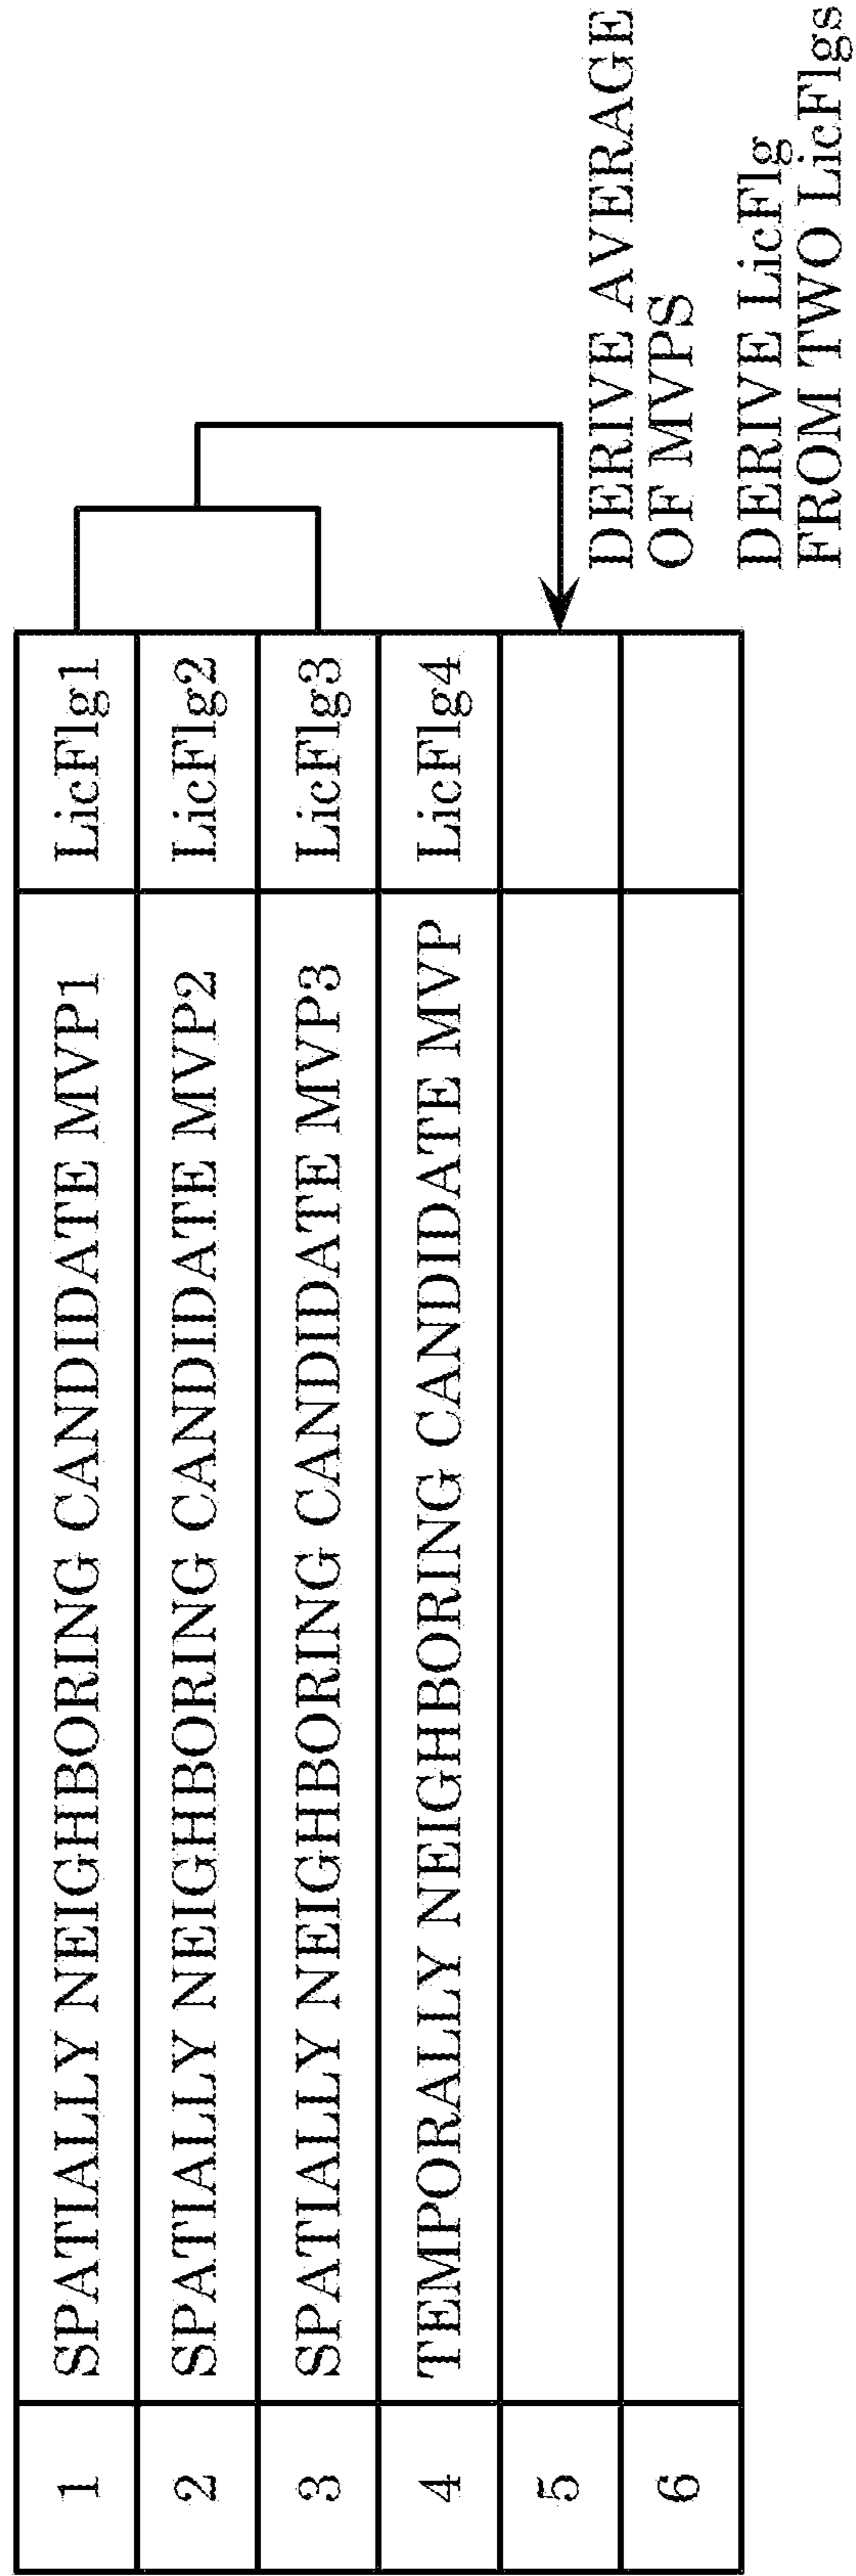 1 SPATIALLY NEIGHBORING CANDIDATE MVP1 LicFlg1
2 SPATIALLY NEIGHBORING CANDIDATE MVP2 LicFlg2
3 SPATIALLY NEIGHBORING CANDIDATE MVP3 LicFlg3
4 TEMPORALLY NEIGHBORING CANDIDATE MVP LicFlg4
5
6
DERIVE AVERAGE
OF MVPS
DERIVE LicFlg
FROM TWO LicFlgs